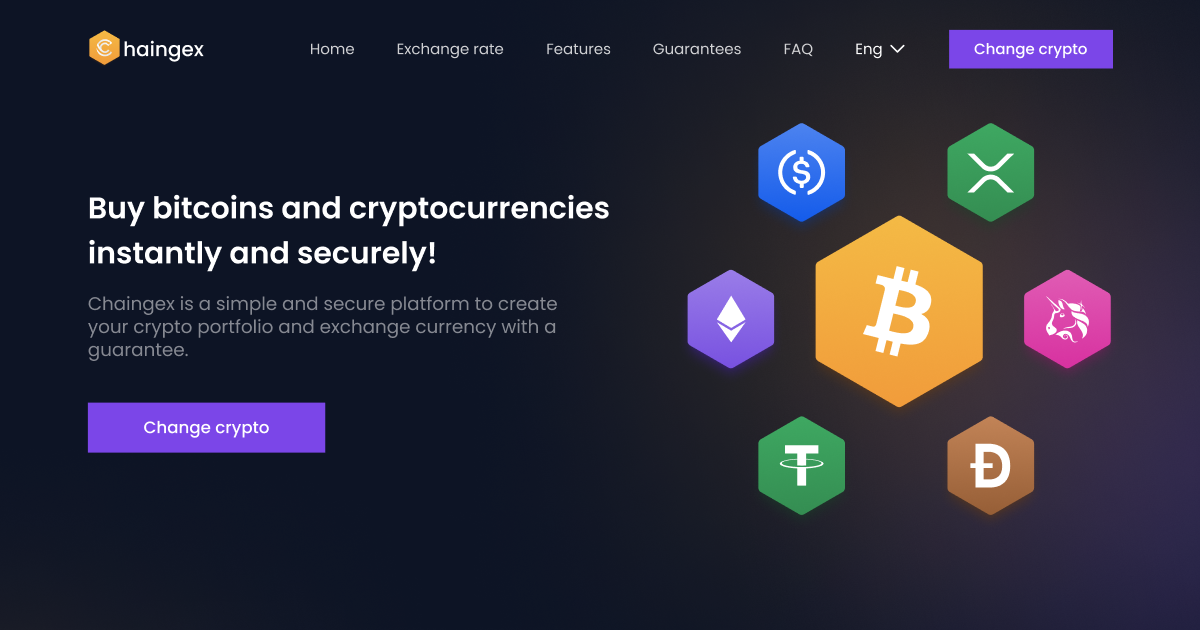 Chaingex
Home Exchange rate Features Guarantees FAQ Eng Change crypto
Buy bitcoins and cryptocurrencies
instantly and securely!
Chaingex is a simple and secure platform to create
your crypto portfolio and exchange currency with a
guarantee.
Change crypto